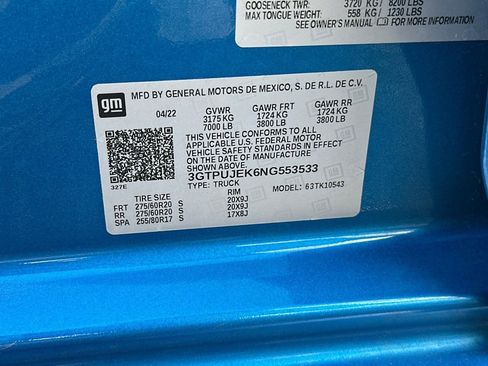 GOOSENECK TWR: 3720 KG/ 8200 LBS
MAX TONGUE WEIGHT: 558 KG/ 1230 LBS
SEE OWNER'S MANUAL FOR MORE INFORMATION
gm
MFD BY GENERAL MOTORS DE MEXICO, S. DE R.L. DE C.V.
04/22 GVWR GAWR FRT GAWR RR
3175 KG 1724 KG 1724 KG
7000 LB 3800 LB 3800 LB
THIS VEHICLE CONFORMS TO ALL
APPLICABLE U.S. FEDERAL MOTOR
VEHICLE SAFETY STANDARDS IN EFFECT ON
THE DATE OF MANUFACTURE SHOWN ABOVE.
3GTPUJEK6NG553533
327E TYPE: TRUCK MODEL: 63TK10543
TIRE SIZE RIM
FRT 275/60R20 S 20X9J
RR 275/60R20 S 20X9J
SPA 255/80R17 S 17X8J